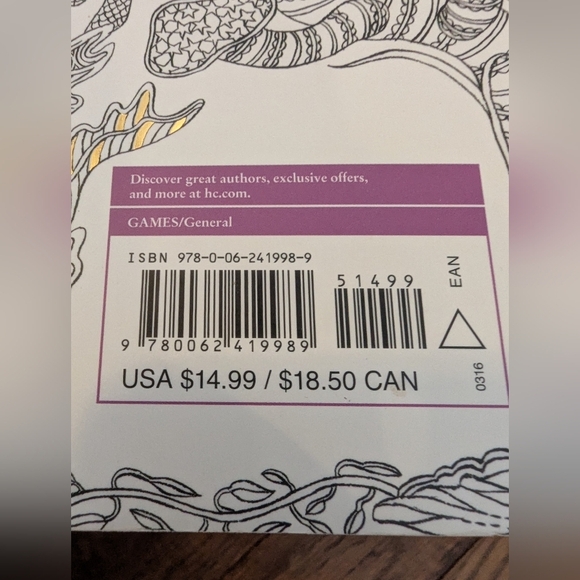 Discover great authors, exclusive offers,
and more at hc.com.
GAMES/General
ISBN 978-0-06-241998-9
51499
EAN
9 780062 419989
USA $14.99 / $18.50 CAN
0316